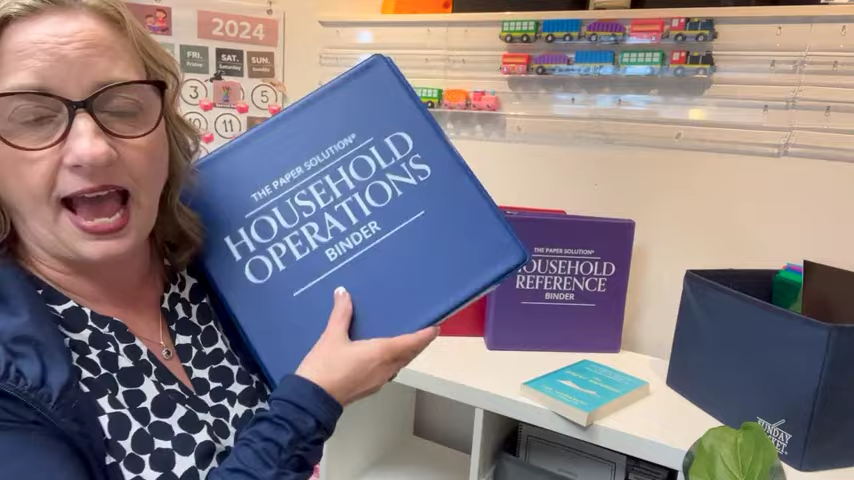 2024
FRI.
SAT.
SUN.
3
5
11
THE PAPER SOLUTION®
HOUSEHOLD
OPERATIONS
BINDER
THE PAPER SOLUTION®
HOUSEHOLD
REFERENCE
BINDER
SUNDAY